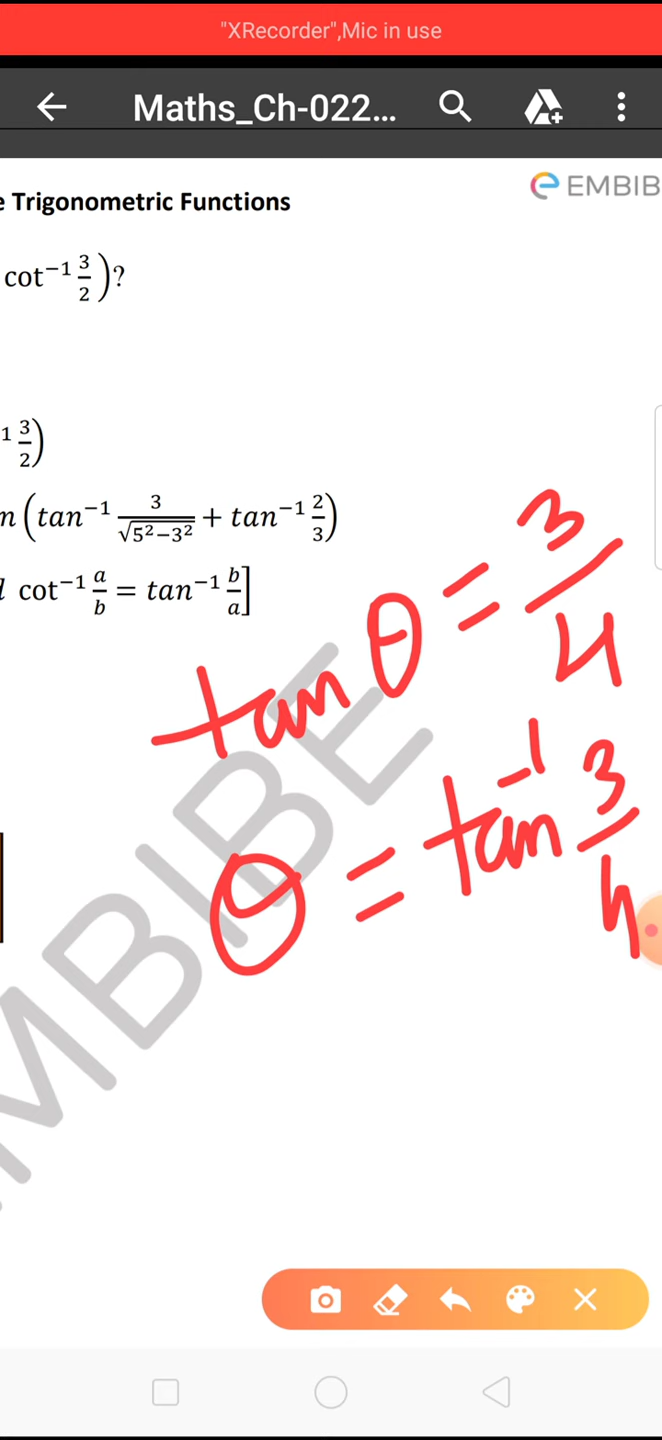 "XRecorder",Mic in use
Maths_Ch-022...
EMBIB
e Trigonometric Functions
cot⁻¹ 3/2)?
1 3/2)
n (tan⁻¹ 3/√5²−3² + tan⁻¹ 2/3)
l cot⁻¹ a/b = tan⁻¹ b/a]
tan θ = 3/4
θ = tan⁻¹ 3/4
MBIBE